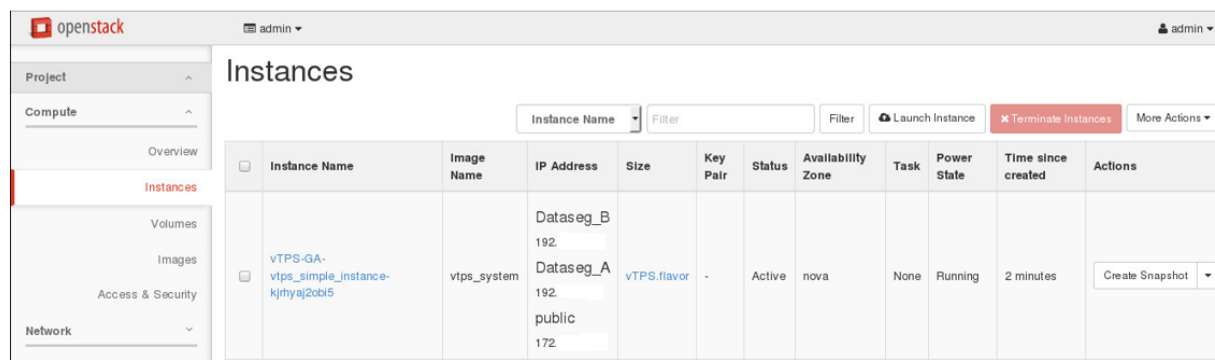 openstack
admin
admin
Project
Instances
Compute
Instance Name
Filter
Filter
Launch Instance
Terminate Instances
More Actions
Overview
Instances
Volumes
Images
Access & Security
Network
Instance Name
Image Name
IP Address
Size
Key Pair
Status
Availability Zone
Task
Power State
Time since created
Actions
vTPS-GA-
vtps_simple_instance-
kjrhyaj2obi5
vtps_system
Dataseg_B
192.
Dataseg_A
192.
public
172.
vTPS.flavor
-
Active
nova
None
Running
2 minutes
Create Snapshot